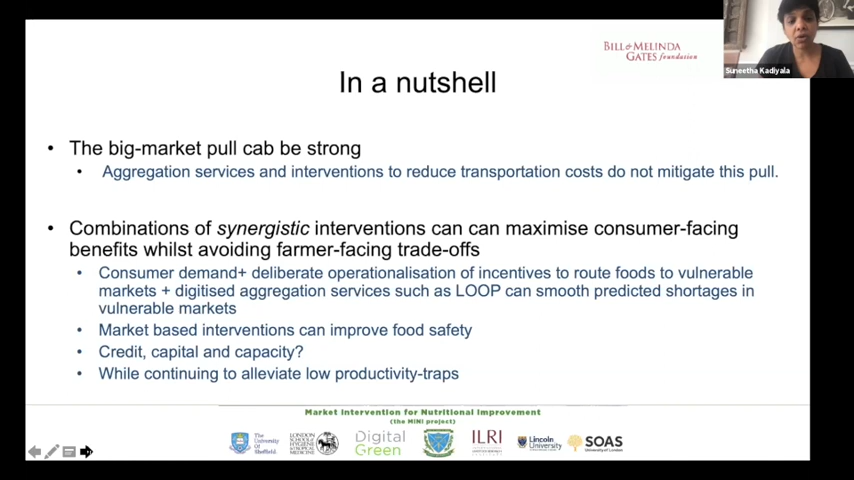 BILL & MELINDA
GATES foundation
Suneetha Kadiyala
In a nutshell
• The big-market pull cab be strong
• Aggregation services and interventions to reduce transportation costs do not mitigate this pull.
• Combinations of synergistic interventions can can maximise consumer-facing
benefits whilst avoiding farmer-facing trade-offs
• Consumer demand+ deliberate operationalisation of incentives to route foods to vulnerable
markets + digitised aggregation services such as LOOP can smooth predicted shortages in
vulnerable markets
• Market based interventions can improve food safety
• Credit, capital and capacity?
• While continuing to alleviate low productivity-traps
Market Intervention for Nutritional Improvement
(the MINI project)
The
University
Of
Sheffield.
LONDON
SCHOOL of
HYGIENE
& TROPICAL
MEDICINE
Digital
Green
ILRI
Lincoln
University
SOAS
University of London